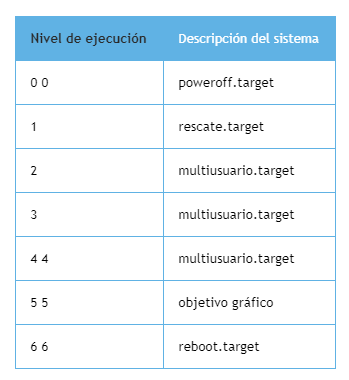 Nivel de ejecución Descripción del sistema
0 0 poweroff.target
1 rescate.target
2 multiusuario.target
3 multiusuario.target
4 4 multiusuario.target
5 5 objetivo gráfico
6 6 reboot.target